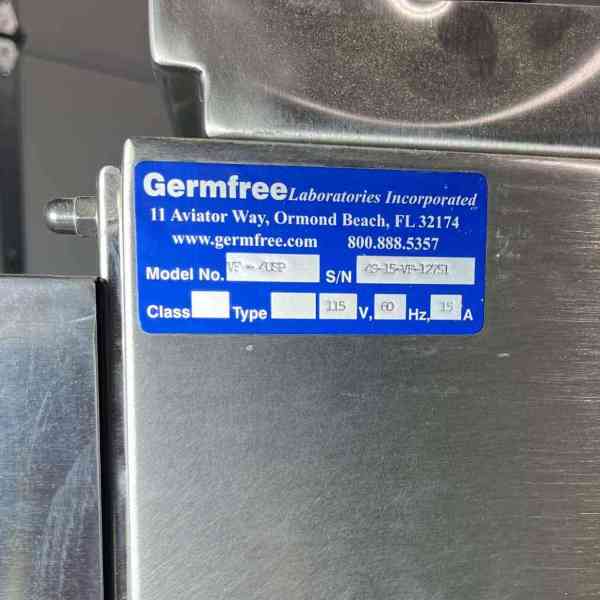 Germfree Laboratories Incorporated
11 Aviator Way, Ormond Beach, FL 32174
www.germfree.com 800.888.5357
Model No. S/N
Class Type 115 V, 60 Hz, 15 A